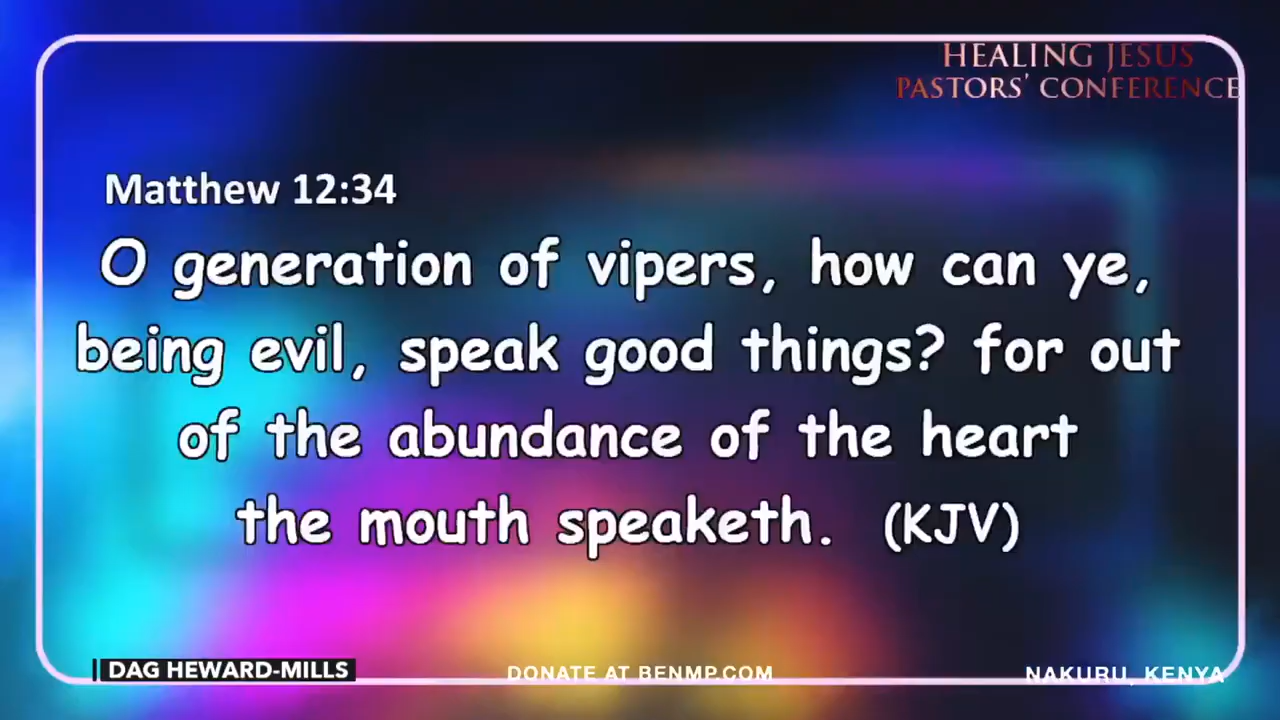 HEALING JESUS
PASTORS' CONFERENCE
Matthew 12:34
O generation of vipers, how can ye,
being evil, speak good things? for out
of the abundance of the heart
the mouth speaketh. (KJV)
DAG HEWARD-MILLS
DONATE AT BENMP.COM
NAKURU, KENYA